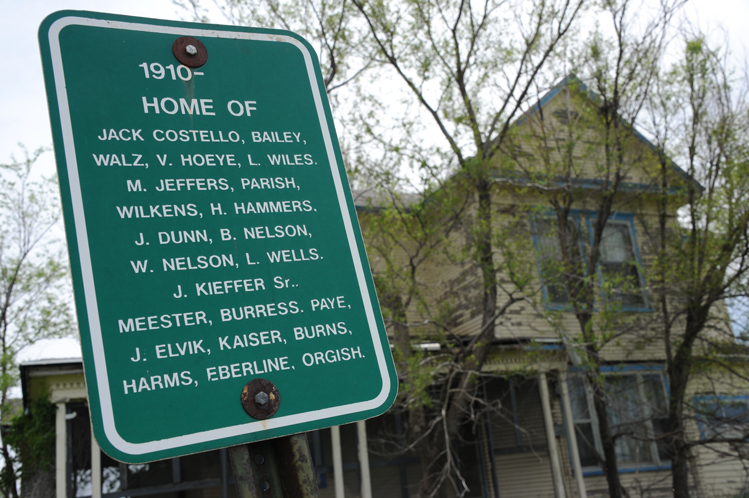 1910-
HOME OF
JACK COSTELLO, BAILEY,
WALZ, V. HOEYE, L. WILES.
M. JEFFERS, PARISH,
WILKENS, H. HAMMERS.
J. DUNN, B. NELSON,
W. NELSON, L. WELLS.
J. KIEFFER Sr..
MEESTER, BURRESS. PAYE,
J. ELVIK, KAISER, BURNS,
HARMS, EBERLINE, ORGISH.